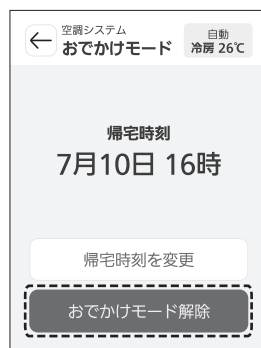 空調システム
おでかけモード
自動
冷房 26℃
帰宅時刻
7月10日 16時
帰宅時刻を変更
おでかけモード解除